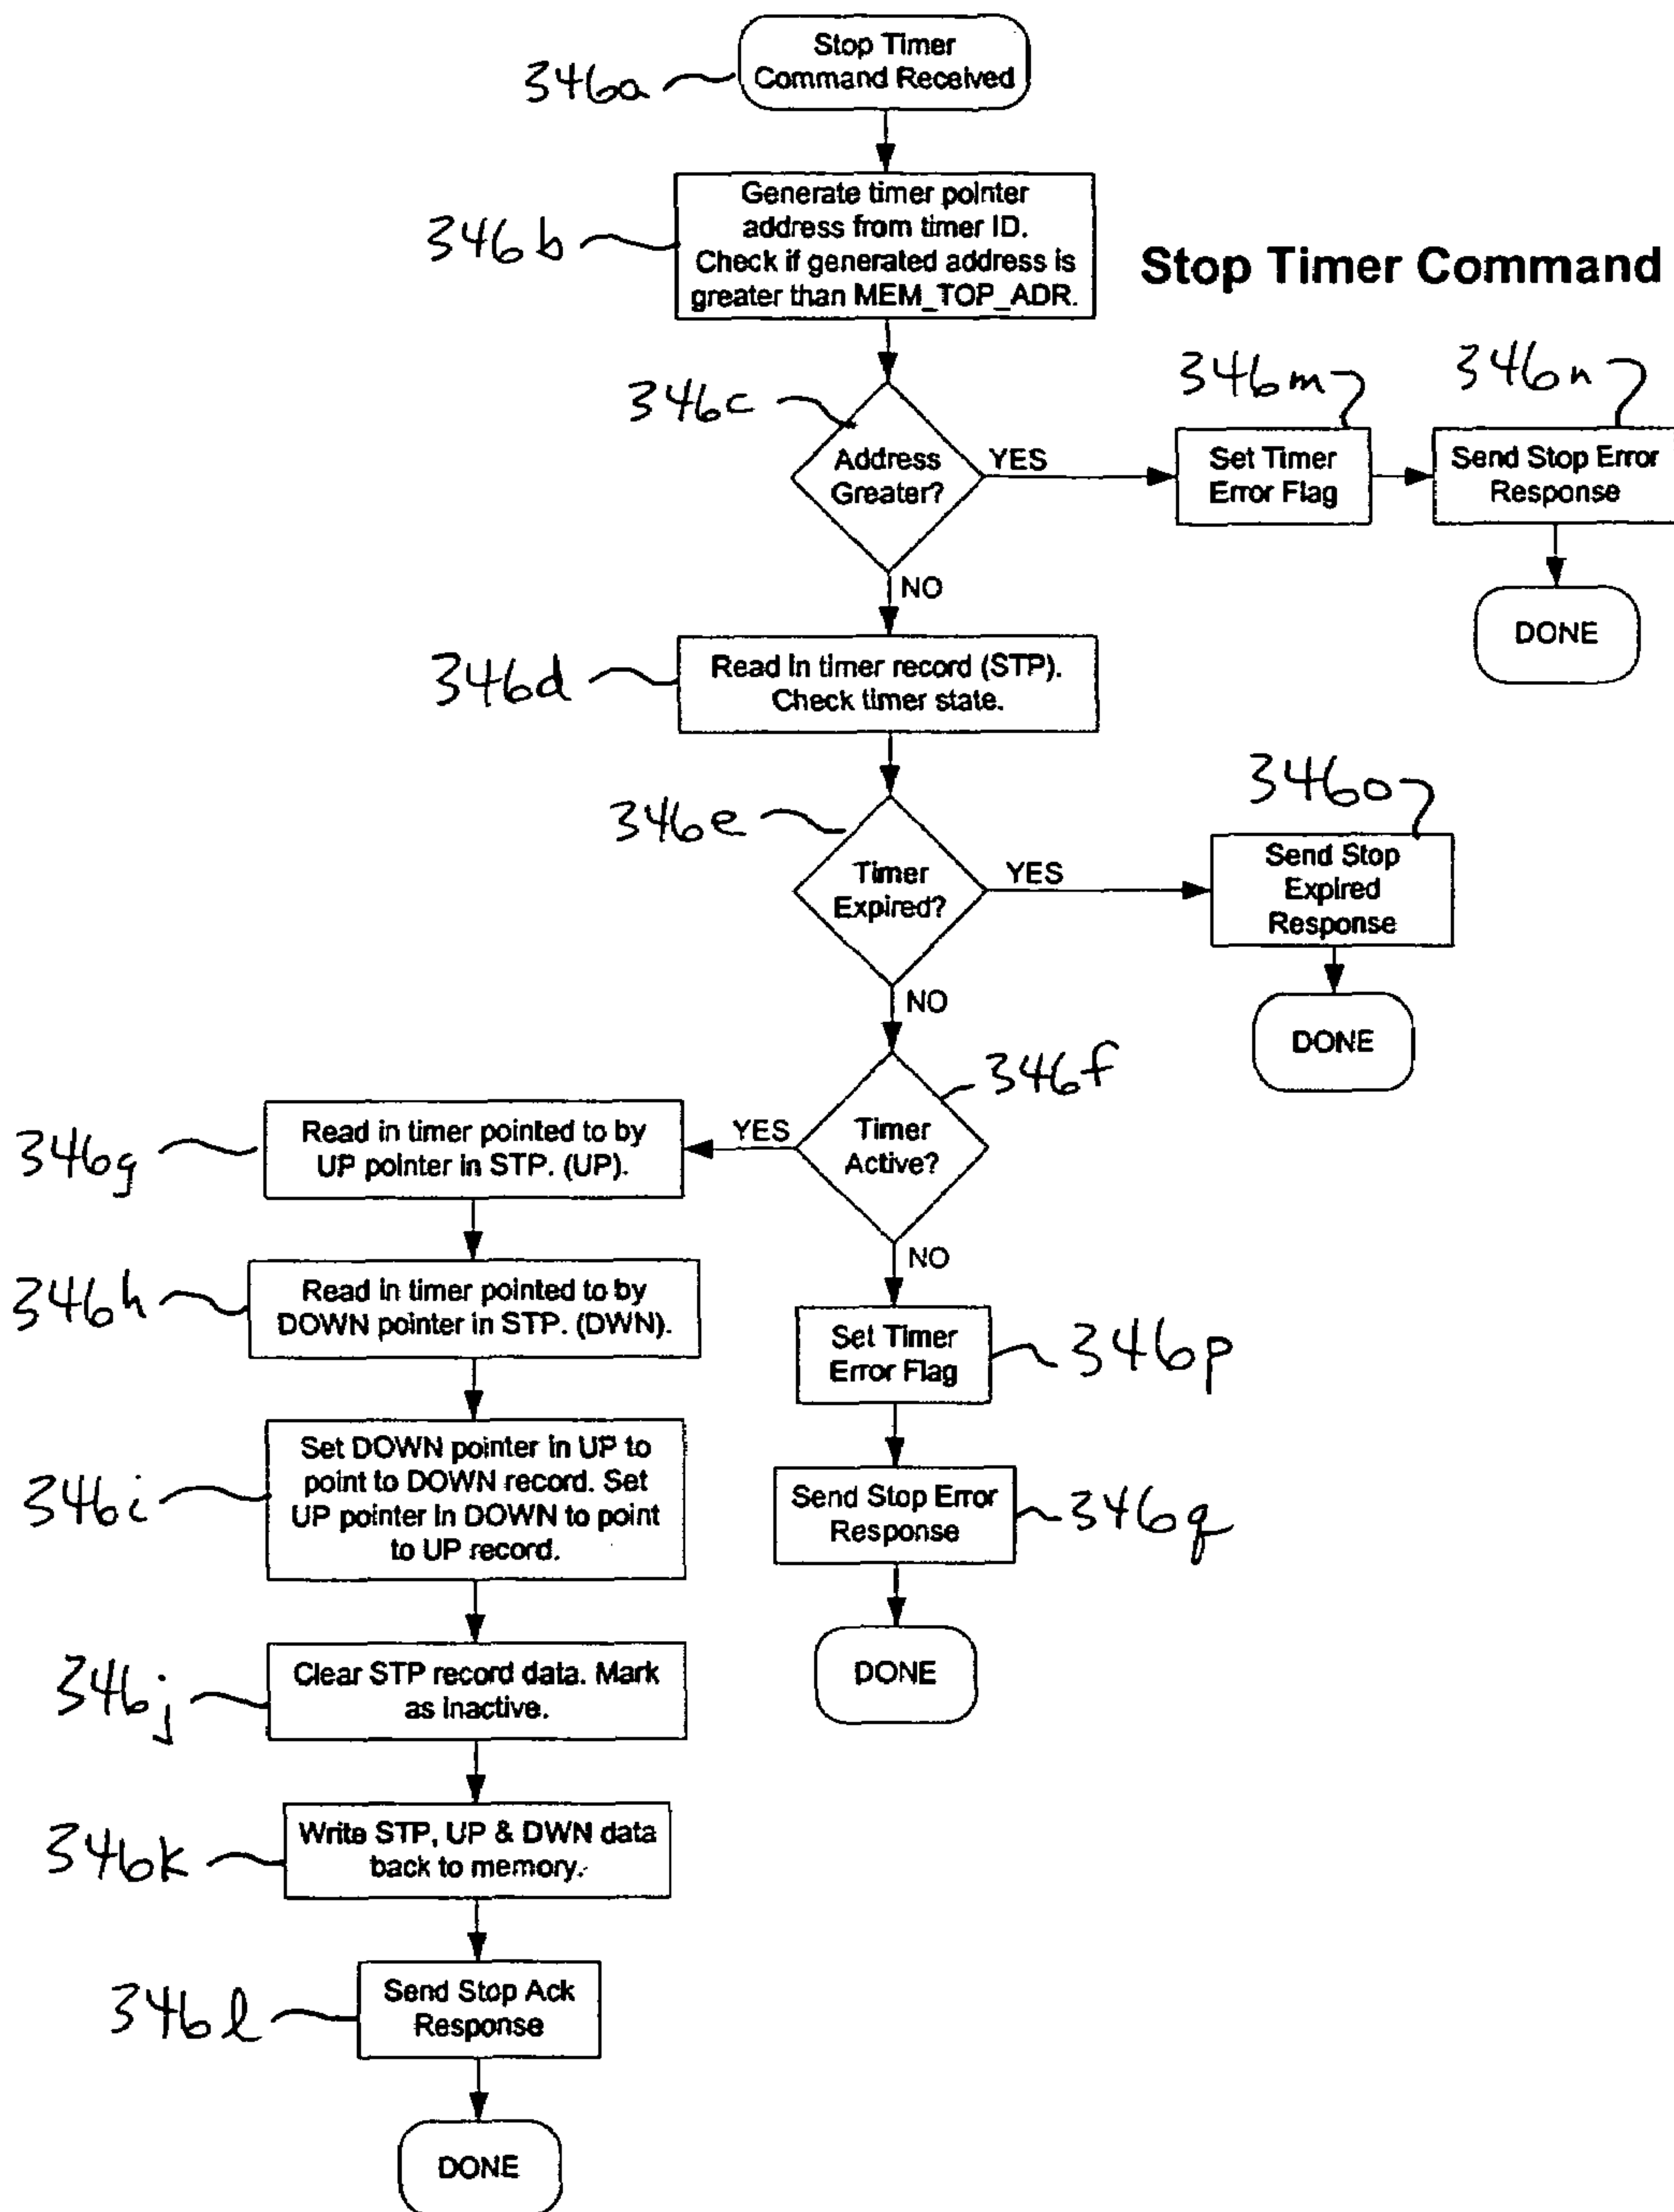 346a
Stop Timer
Command Received
346b
Generate timer pointer
address from timer ID.
Check if generated address is
greater than MEM_TOP_ADR.
Stop Timer Command
346c
Address
Greater?
YES
346m
Set Timer
Error Flag
346n
Send Stop Error
Response
DONE
NO
346d
Read in timer record (STP).
Check timer state.
346e
Timer
Expired?
YES
346o
Send Stop
Expired
Response
DONE
NO
346f
Timer
Active?
YES
346g
Read in timer pointed to by
UP pointer in STP. (UP).
346h
Read in timer pointed to by
DOWN pointer in STP. (DWN).
346i
Set DOWN pointer in UP to
point to DOWN record. Set
UP pointer in DOWN to point
to UP record.
346j
Clear STP record data. Mark
as inactive.
346k
Write STP, UP & DWN data
back to memory.
346l
Send Stop Ack
Response
DONE
NO
Set Timer
Error Flag
346p
Send Stop Error
Response
346q
DONE